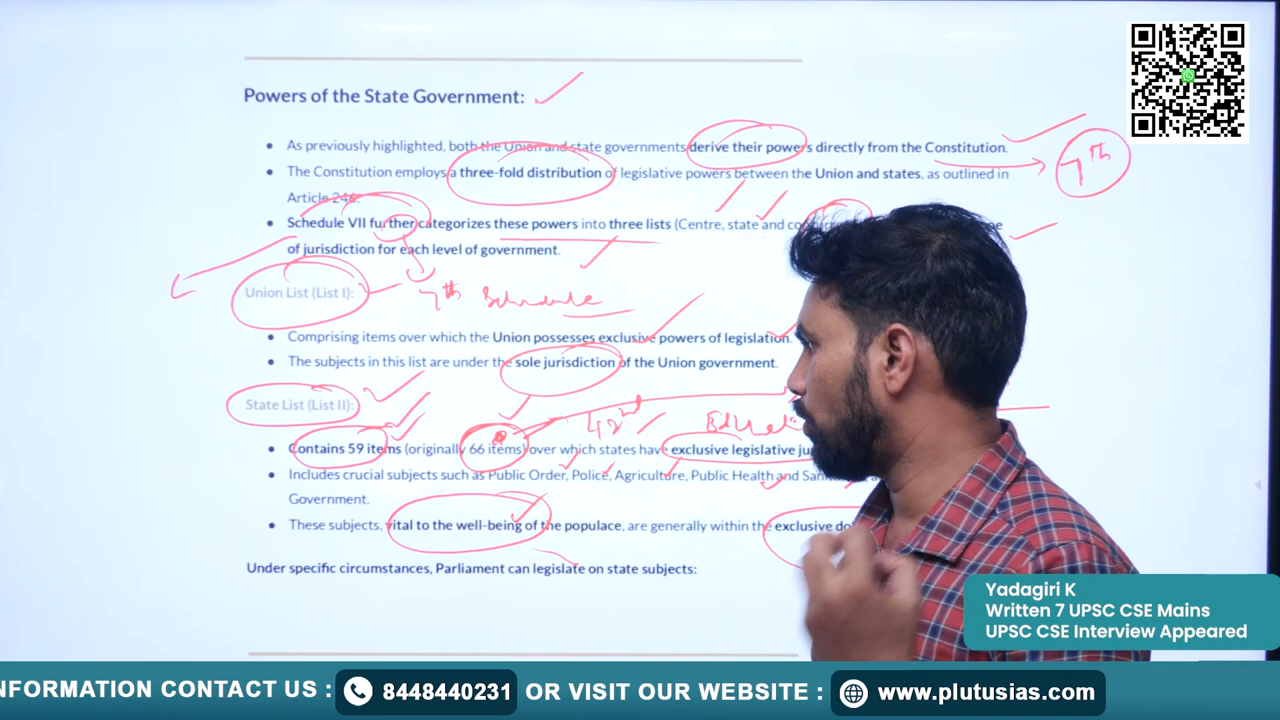 Powers of the State Government:
As previously highlighted, both the Union and state governments derive their powers directly from the Constitution.
7th
The Constitution employs a three-fold distribution of legislative powers between the Union and states, as outlined in
Article 246.
Schedule VII further categorizes these powers into three lists (Centre, state and
of jurisdiction for each level of government.
Union List (List I):
7th Schedule
Comprising items over which the Union possesses exclusive powers of legislation.
The subjects in this list are under the sole jurisdiction of the Union government.
State List (List II):
42nd
Contains 59 items (originally 66 items) over which states have exclusive legislative
Includes crucial subjects such as Public Order, Police, Agriculture, Public Health and
Government.
These subjects, vital to the well-being of the populace, are generally within the exclusive
Under specific circumstances, Parliament can legislate on state subjects:
Yadagiri K
Written 7 UPSC CSE Mains
UPSC CSE Interview Appeared
NFORMATION CONTACT US : 8448440231 OR VISIT OUR WEBSITE : www.plutusias.com